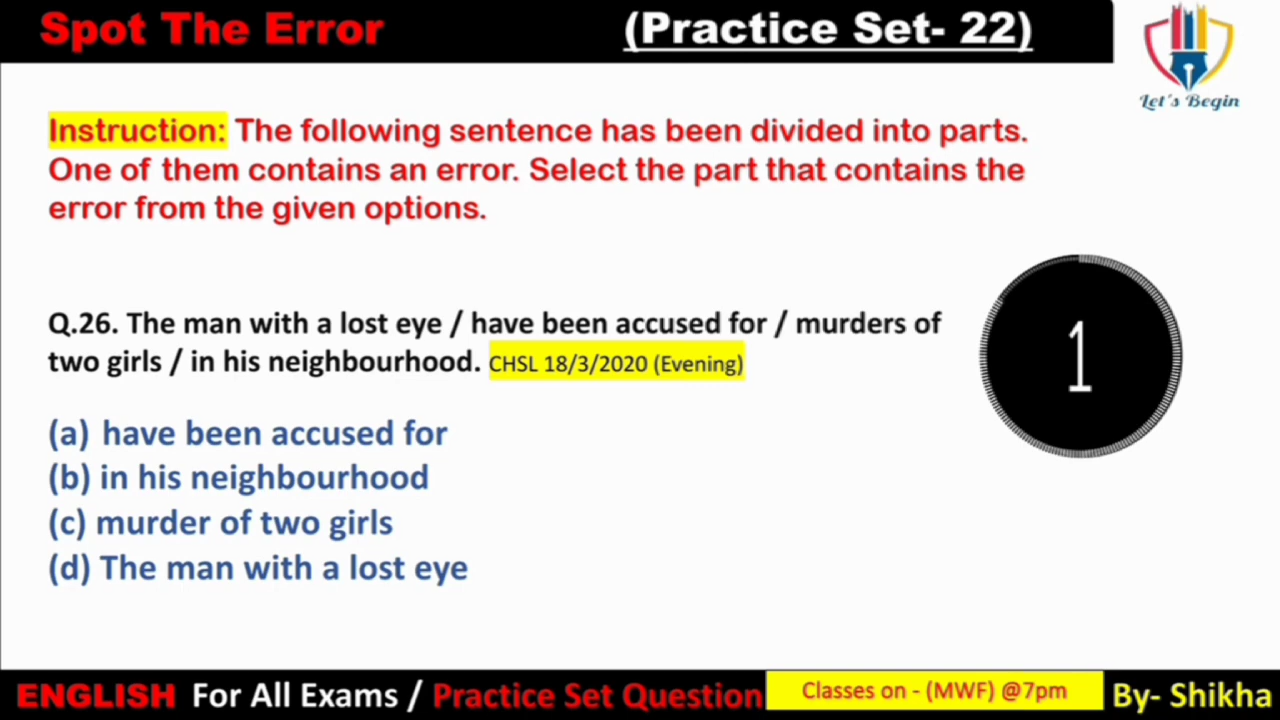 Spot The Error (Practice Set- 22)
Let's Begin
Instruction: The following sentence has been divided into parts.
One of them contains an error. Select the part that contains the
error from the given options.
Q.26. The man with a lost eye / have been accused for / murders of
two girls / in his neighbourhood. CHSL 18/3/2020 (Evening)
1
(a) have been accused for
(b) in his neighbourhood
(c) murder of two girls
(d) The man with a lost eye
ENGLISH For All Exams / Practice Set Question Classes on - (MWF) @7pm By- Shikha